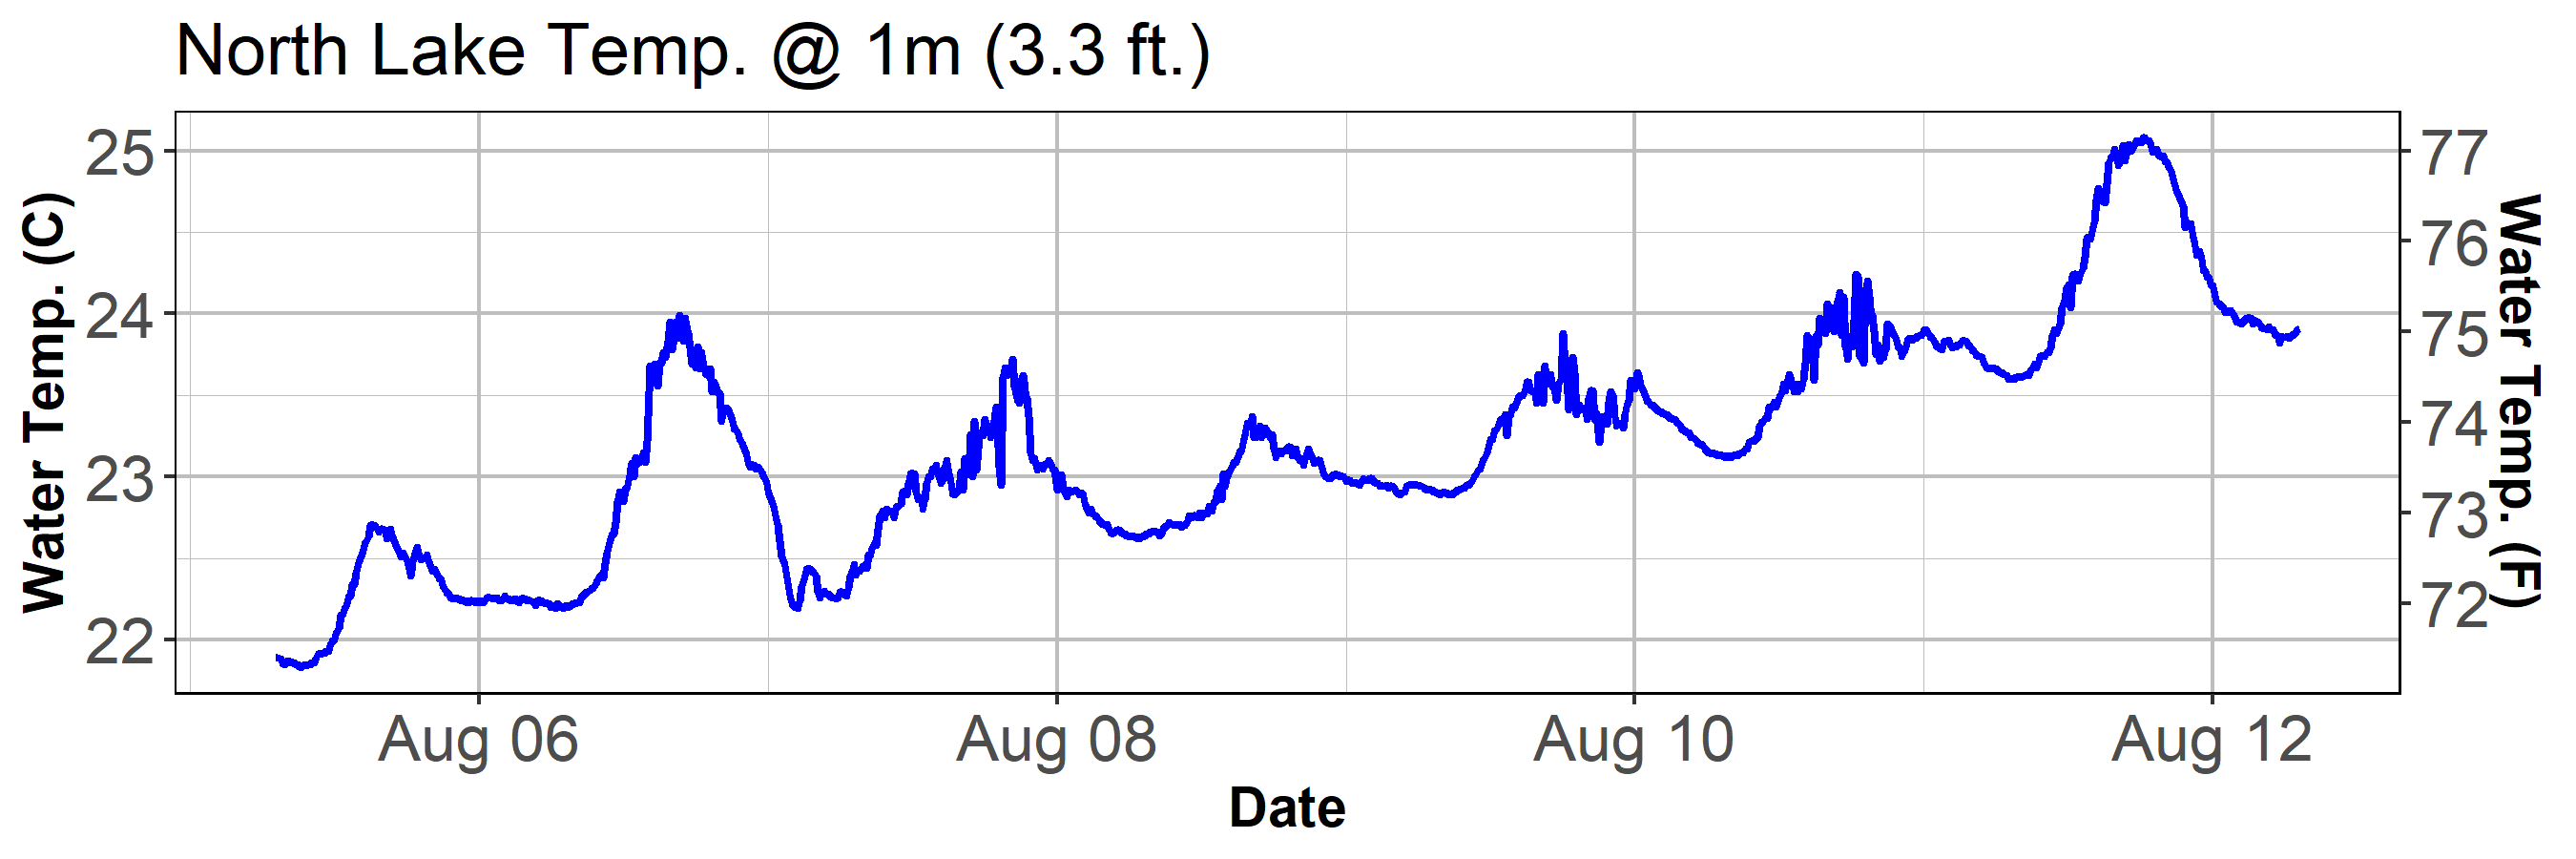 North Lake Temp. @ 1m (3.3 ft.)
Water Temp. (C)
25
24
23
22
77
76
75
74
73
72
Water Temp. (F)
Aug 06 Aug 08 Aug 10 Aug 12
Date